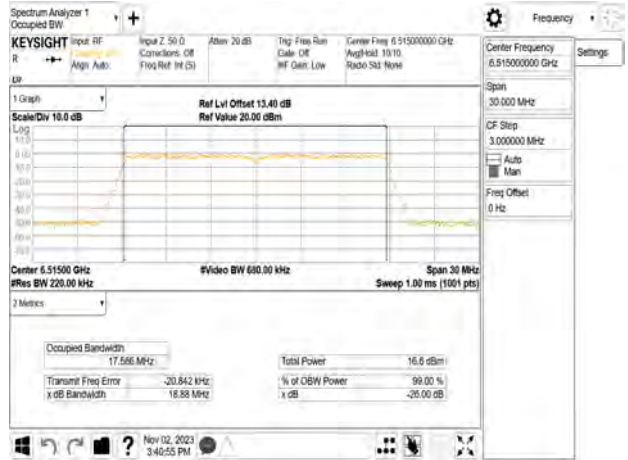 Spectrum Analyzer 1
Occupied BW
+
Frequency
KEYSIGHT
Input: RF
Align: Auto
Input Z: 50 Ω
Corrections: Off
Freq Ref: Int (S)
Atten: 20 dB
Trig: Free Run
Gate: Off
#IF Gain: Low
Center Freq: 6.515000000 GHz
Avg|Hold: 10/10
Radio Std: None
R
Center Frequency
6.515000000 GHz
Settings
Span
30.000 MHz
CF Step
3.000000 MHz
Auto
Man
Freq Offset
0 Hz
1 Graph
Scale/Div 10.0 dB
Ref Lvl Offset 13.40 dB
Ref Value 20.00 dBm
Log
Center 6.51500 GHz
#Res BW 220.00 kHz
#Video BW 680.00 kHz
Span 30 MHz
Sweep 1.00 ms (1001 pts)
2 Metrics
Occupied Bandwidth
17.566 MHz
Total Power 16.6 dBm
Transmit Freq Error -20.842 kHz
% of OBW Power 99.00 %
x dB Bandwidth 18.88 MHz
x dB -26.00 dB
?
Nov 02, 2023
3:40:55 PM